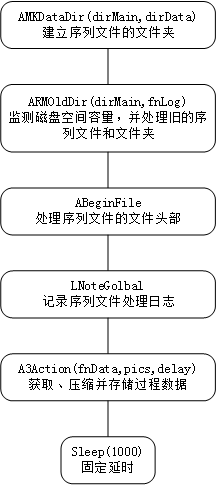 AMKDataDir(dirMain,dirData)
建立序列文件的文件夹
ARMOldDir(dirMain,fnLog)
监测磁盘空间容量，并处理旧的序
列文件和文件夹
ABeginFile
处理序列文件的文件头部
LNoteGolbal
记录序列文件处理日志
A3Action(fnData,pics,delay)
获取、压缩并存储过程数据
Sleep(1000)
固定延时